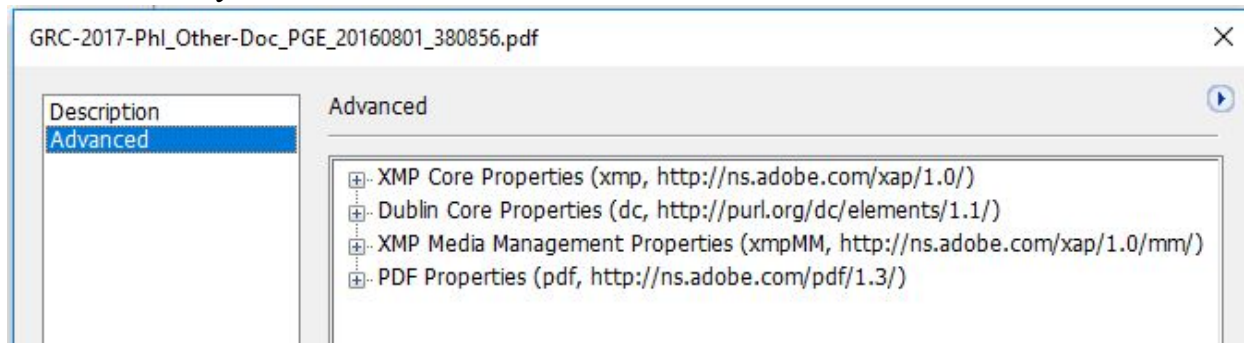 GRC-2017-Phl_Other-Doc_PGE_20160801_380856.pdf
Description
Advanced
Advanced
XMP Core Properties (xmp, http://ns.adobe.com/xap/1.0/)
Dublin Core Properties (dc, http://purl.org/dc/elements/1.1/)
XMP Media Management Properties (xmpMM, http://ns.adobe.com/xap/1.0/mm/)
PDF Properties (pdf, http://ns.adobe.com/pdf/1.3/)